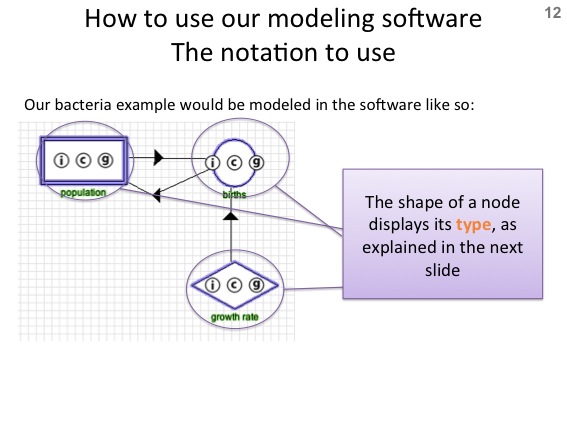 How to use our modeling software
12
The notation to use
Our bacteria example would be modeled in the software like so:
i c g
population
i c g
births
The shape of a node
displays its type, as
explained in the next
slide
i c g
growth rate